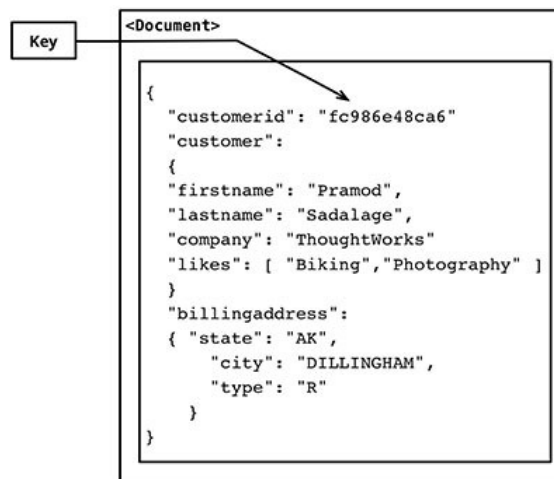 <Document>
Key
{
"customerid": "fc986e48ca6"
"customer":
{
"firstname": "Pramod",
"lastname": "Sadalage",
"company": "ThoughtWorks"
"likes": [ "Biking","Photography" ]
}
"billingaddress":
{ "state": "AK",
"city": "DILLINGHAM",
"type": "R"
}
}